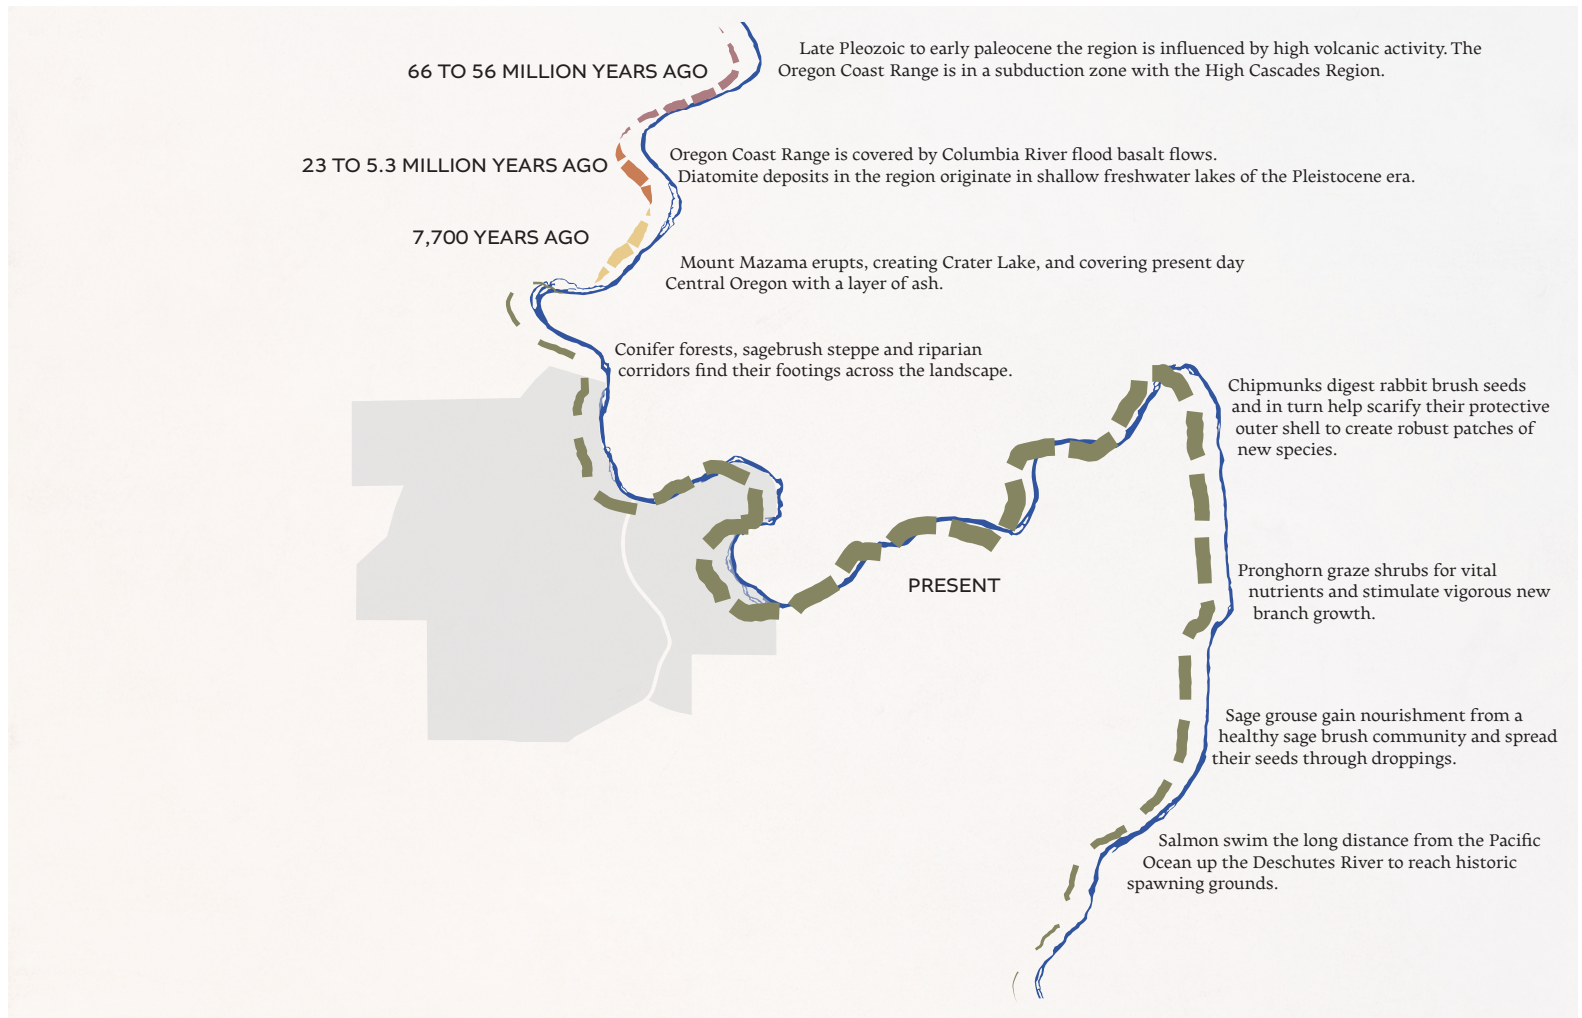 66 TO 56 MILLION YEARS AGO
Late Pleozoic to early paleocene the region is influenced by high volcanic activity. The
Oregon Coast Range is in a subduction zone with the High Cascades Region.
23 TO 5.3 MILLION YEARS AGO
Oregon Coast Range is covered by Columbia River flood basalt flows.
Diatomite deposits in the region originate in shallow freshwater lakes of the Pleistocene era.
7,700 YEARS AGO
Mount Mazama erupts, creating Crater Lake, and covering present day
Central Oregon with a layer of ash.
Conifer forests, sagebrush steppe and riparian
corridors find their footings across the landscape.
PRESENT
Chipmunks digest rabbit brush seeds
and in turn help scarify their protective
outer shell to create robust patches of
new species.
Pronghorn graze shrubs for vital
nutrients and stimulate vigorous new
branch growth.
Sage grouse gain nourishment from a
healthy sage brush community and spread
their seeds through droppings.
Salmon swim the long distance from the Pacific
Ocean up the Deschutes River to reach historic
spawning grounds.